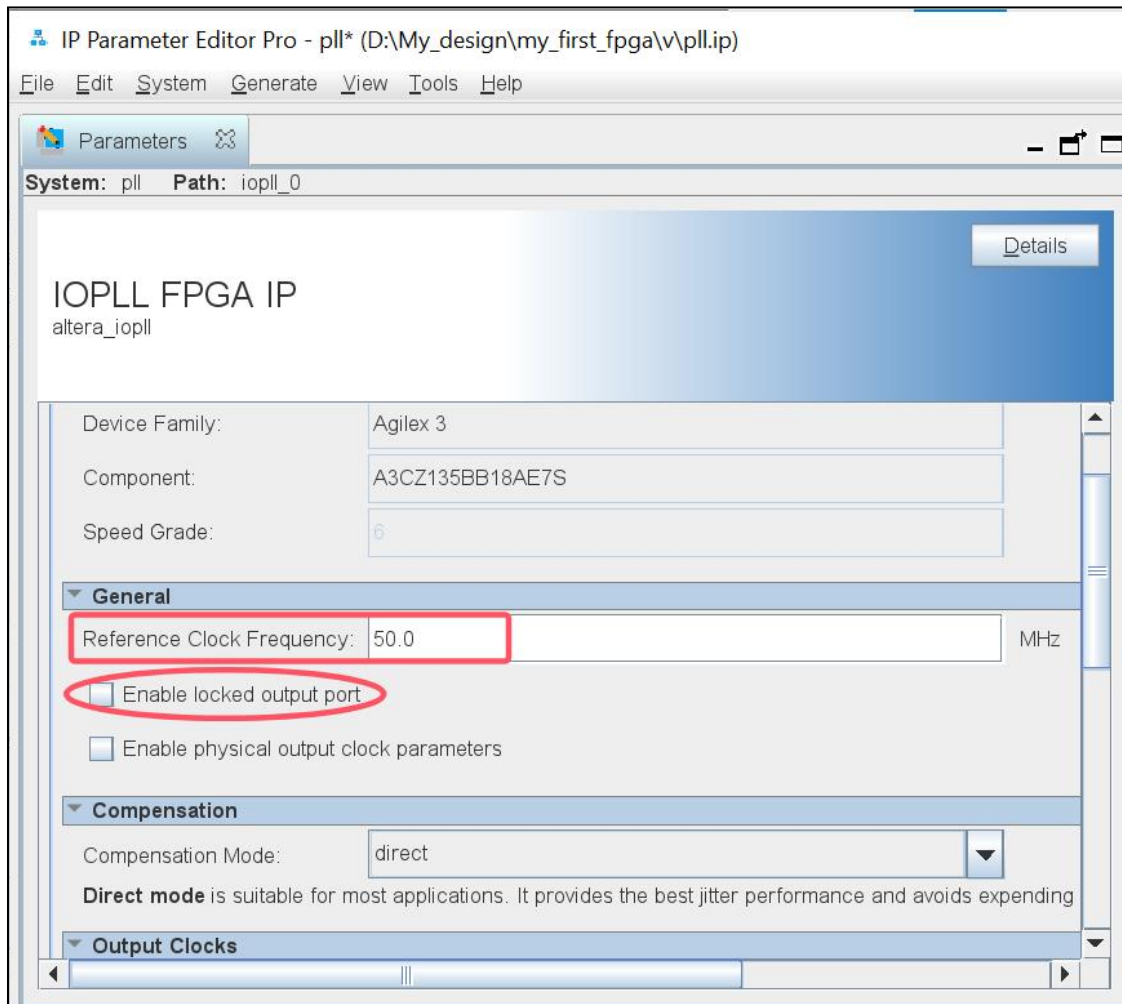 IP Parameter Editor Pro - pll* (D:\My_design\my_first_fpga\v\pll.ip)
File Edit System Generate View Tools Help
Parameters
System: pll Path: iopll_0
Details
IOPLL FPGA IP
altera_iopll
Device Family: Agilex 3
Component: A3CZ135BB18AE7S
Speed Grade: 6
General
Reference Clock Frequency: 50.0 MHz
Enable locked output port
Enable physical output clock parameters
Compensation
Compensation Mode: direct
Direct mode is suitable for most applications. It provides the best jitter performance and avoids expending
Output Clocks